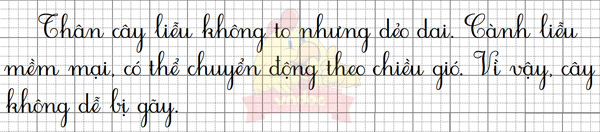 Thân cây liễu không to nhưng dẻo dai. Cành liễu
mềm mại, có thể chuyển động theo chiều gió. Vì vậy, cây
không dễ bị gãy.